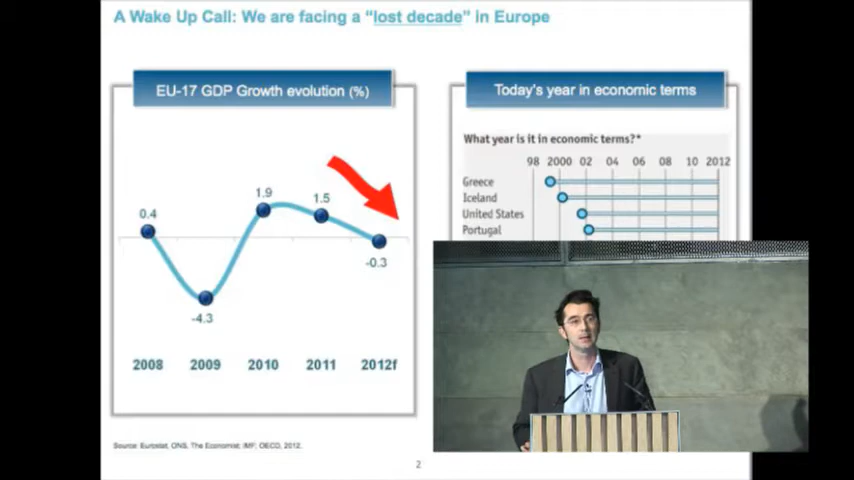 A Wake Up Call: We are facing a “lost decade” in Europe
EU-17 GDP Growth evolution (%)
0.4
-4.3
1.9
1.5
-0.3
2008 2009 2010 2011 2012f
Today's year in economic terms
What year is it in economic terms?*
98 2000 02 04 06 08 10 2012
Greece
Iceland
United States
Portugal
Source: Eurostat, ONS, The Economist; IMF; OECD, 2012.
2